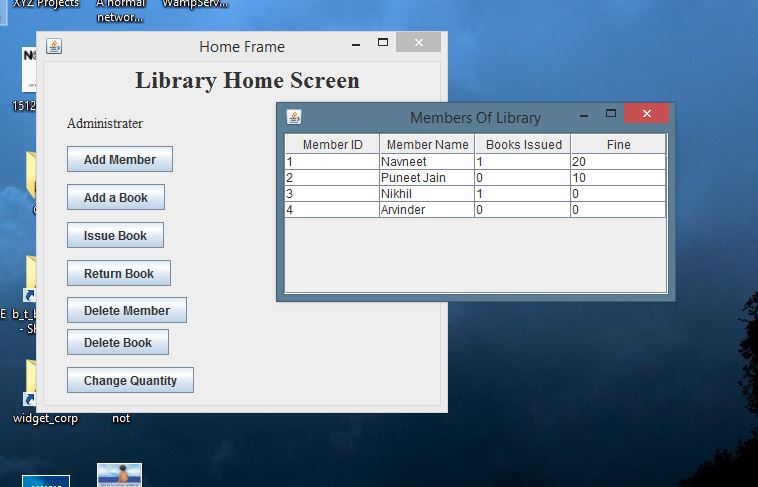 XYZ Projects
A normal
networ...
WampServ...
Home Frame
Library Home Screen
Administrater
Add Member
Add a Book
Issue Book
Return Book
Delete Member
Delete Book
Change Quantity
Members Of Library
Member ID Member Name Books Issued Fine
1 Navneet 1 20
2 Puneet Jain 0 10
3 Nikhil 1 0
4 Arvinder 0 0
1512
widget_corp
not